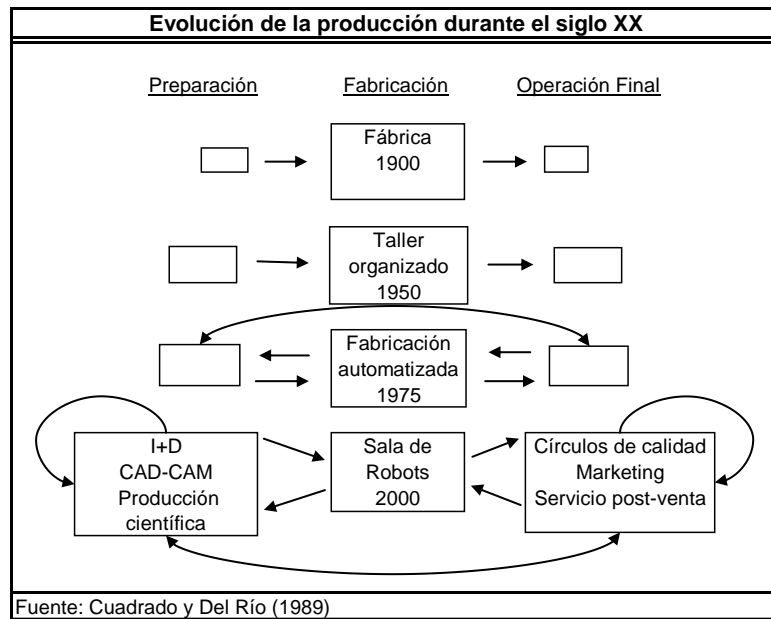 Evolución de la producción durante el siglo XX
Preparación Fabricación Operación Final
Fábrica
1900
Taller
organizado
1950
Fabricación
automatizada
1975
I+D
CAD-CAM
Producción
científica
Sala de
Robots
2000
Círculos de calidad
Marketing
Servicio post-venta
Fuente: Cuadrado y Del Río (1989)